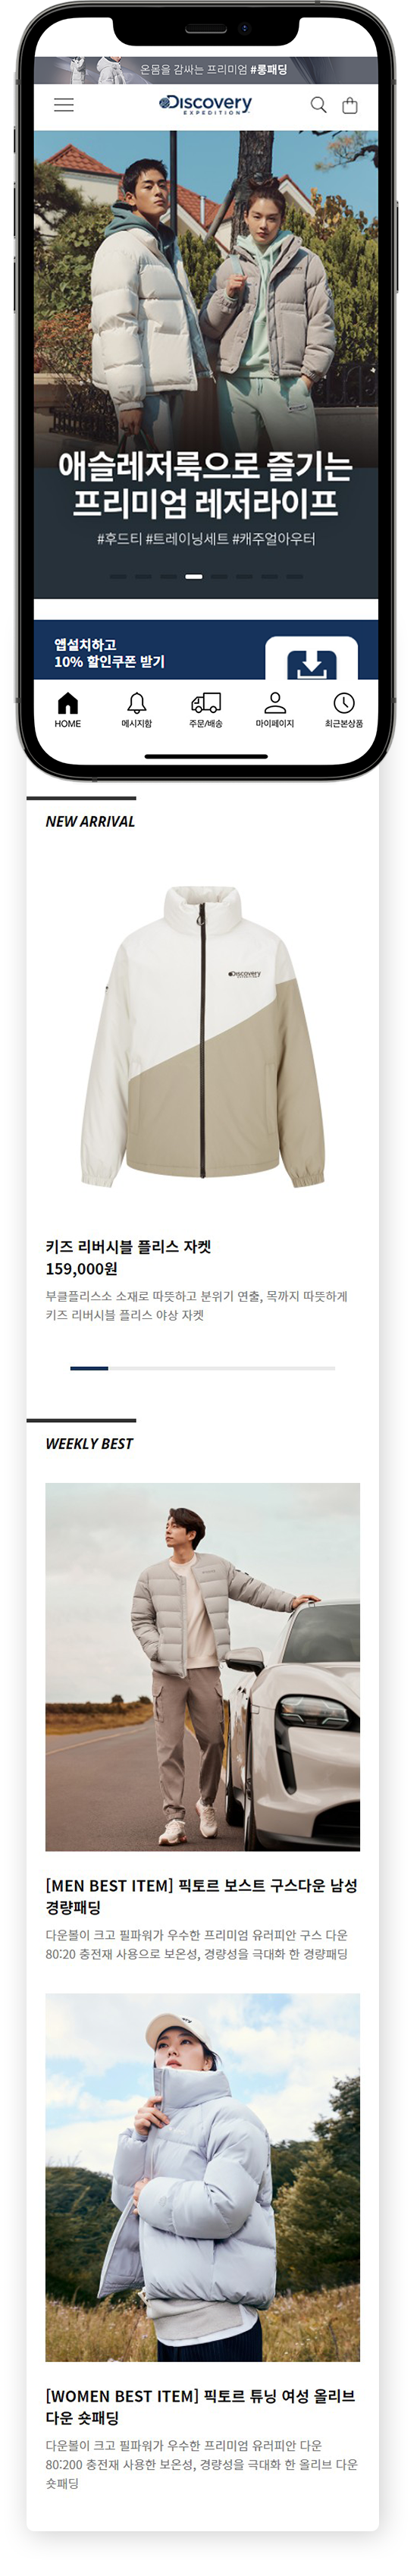 온몸을 감싸는 프리미엄 #롱패딩
Discovery
EXPEDITION
애슬레저룩으로 즐기는
프리미엄 레저라이프
#후드티 #트레이닝세트 #캐주얼아우터
앱설치하고
10% 할인쿠폰 받기
HOME 메시지함 주문/배송 마이페이지 최근본상품
NEW ARRIVAL
Discovery
키즈 리버시블 플리스 자켓
159,000원
부클플리스소 소재로 따뜻하고 분위기 연출, 목까지 따뜻하게
키즈 리버시블 플리스 야상 자켓
WEEKLY BEST
[MEN BEST ITEM] 픽토르 보스트 구스다운 남성
경량패딩
다운볼이 크고 필파워가 우수한 프리미엄 유러피안 구스 다운
80:20 충전재 사용으로 보온성, 경량성을 극대화 한 경량패딩
[WOMEN BEST ITEM] 픽토르 튜닝 여성 올리브
다운 숏패딩
다운볼이 크고 필파워가 우수한 프리미엄 유러피안 다운
80:200 충전재 사용한 보온성, 경량성을 극대화 한 올리브 다운
숏패딩